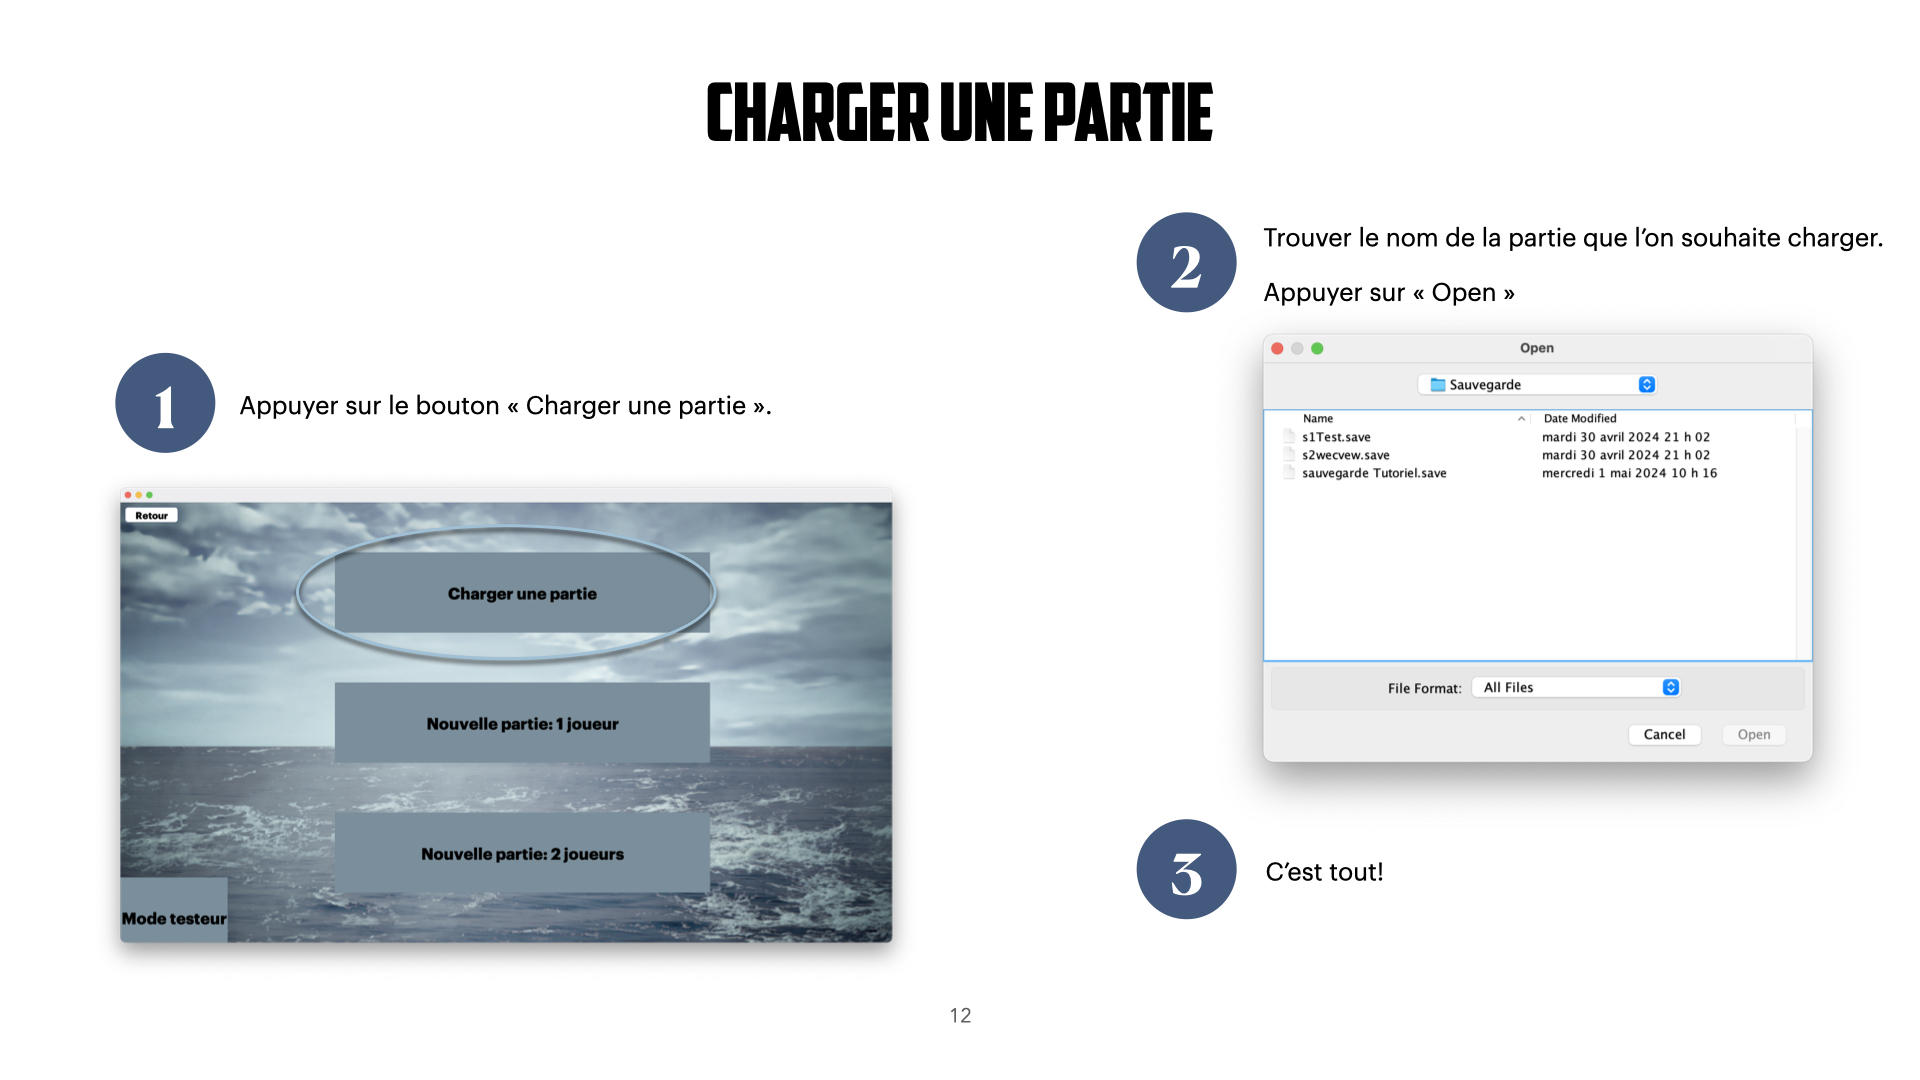 CHARGER UNE PARTIE
1
Appuyer sur le bouton « Charger une partie ».
Retour
Charger une partie
Nouvelle partie: 1 joueur
Nouvelle partie: 2 joueurs
Mode testeur
2
Trouver le nom de la partie que l’on souhaite charger.
Appuyer sur « Open »
Open
Sauvegarde
Name Date Modified
s1Test.save mardi 30 avril 2024 21 h 02
s2wecvew.save mardi 30 avril 2024 21 h 02
sauvegarde Tutoriel.save mercredi 1 mai 2024 10 h 16
File Format: All Files
Cancel Open
3
C’est tout!
12